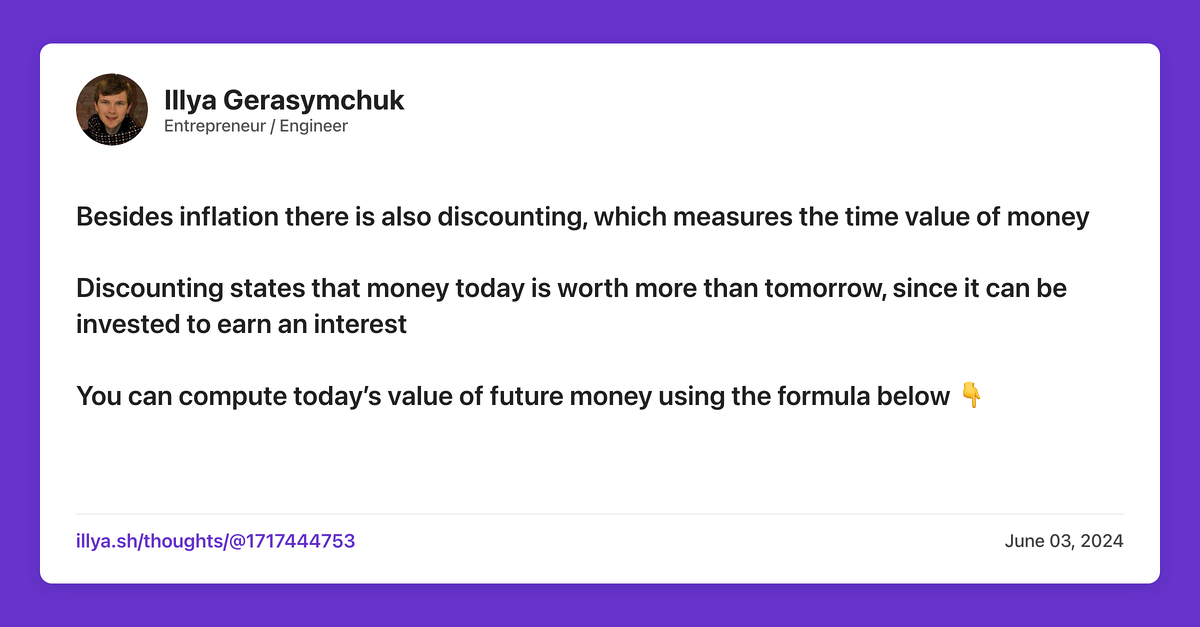 Illya Gerasymchuk
Entrepreneur / Engineer
Besides inflation there is also discounting, which measures the time value of money
Discounting states that money today is worth more than tomorrow, since it can be
invested to earn an interest
You can compute today’s value of future money using the formula below 👇
illya.sh/thoughts/@1717444753
June 03, 2024